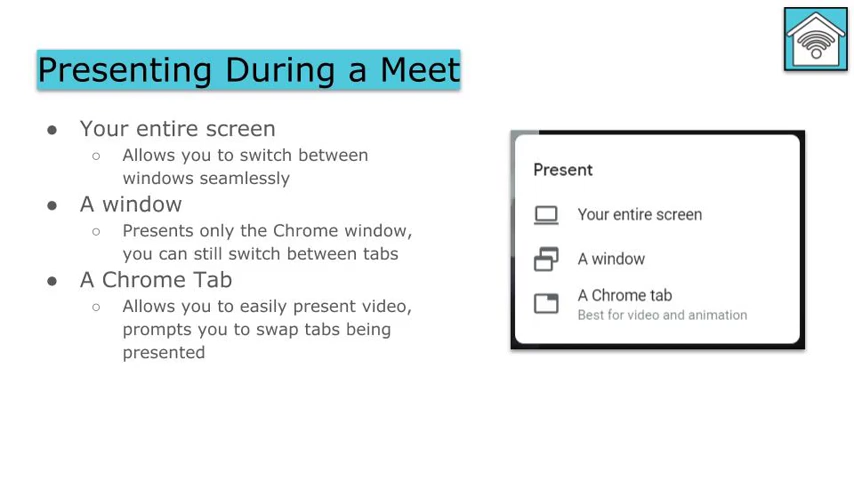 Presenting During a Meet
● Your entire screen
○ Allows you to switch between
windows seamlessly
● A window
○ Presents only the Chrome window,
you can still switch between tabs
● A Chrome Tab
○ Allows you to easily present video,
prompts you to swap tabs being
presented
Present
Your entire screen
A window
A Chrome tab
Best for video and animation